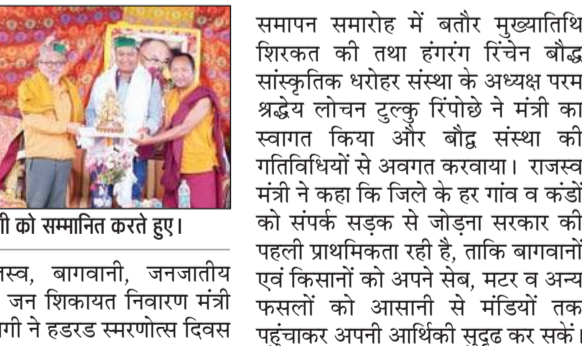 को सम्मानित करते हुए।
बागवानी, जनजातीय
जन शिकायत निवारण मंत्री
ने हडरड स्मरणोत्स दिवस
समापन समारोह में बतौर मुख्यातिथि
शिरकत की तथा हंगरंग रिंचेन बौद्ध
सांस्कृतिक धरोहर संस्था के अध्यक्ष परम
श्रद्धेय लोचन टुल्कु रिंपोछे ने मंत्री का
स्वागत किया और बौद्व संस्था की
गतिविधियों से अवगत करवाया। राजस्व
मंत्री ने कहा कि जिले के हर गांव व कंडों
को संपर्क सड़क से जोड़ना सरकार की
पहली प्राथमिकता रही है, ताकि बागवानों
एवं किसानों को अपने सेब, मटर व अन्य
फसलों को आसानी से मंडियों तक
पहुंचाकर अपनी आर्थिकी सुदृढ कर सकें।